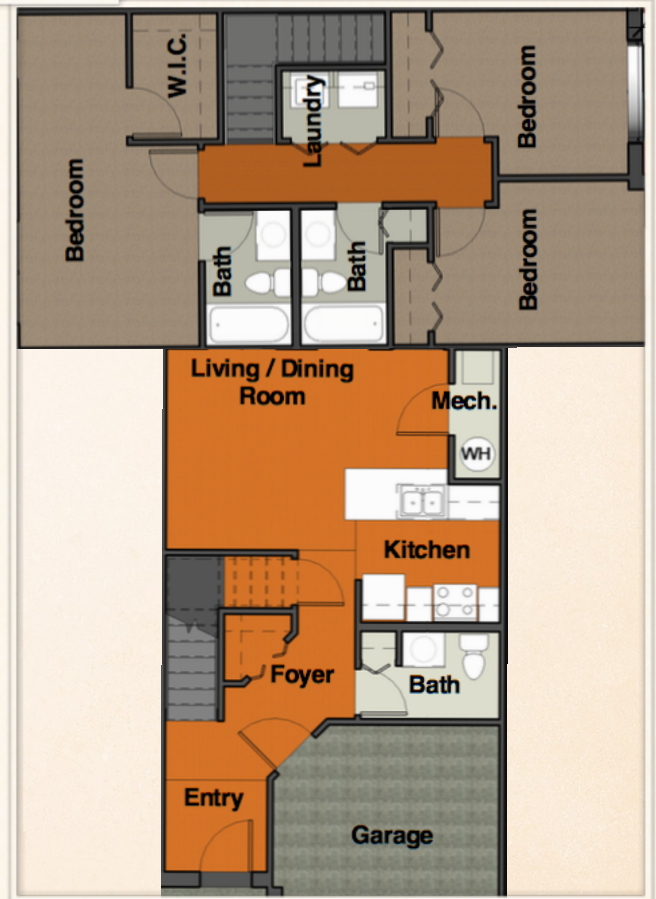 W.I.C.
Laundry
Bedroom
Bedroom
Bath
Bath
Bedroom
Living / Dining
Room
Mech.
WH
Kitchen
Foyer
Bath
Entry
Garage